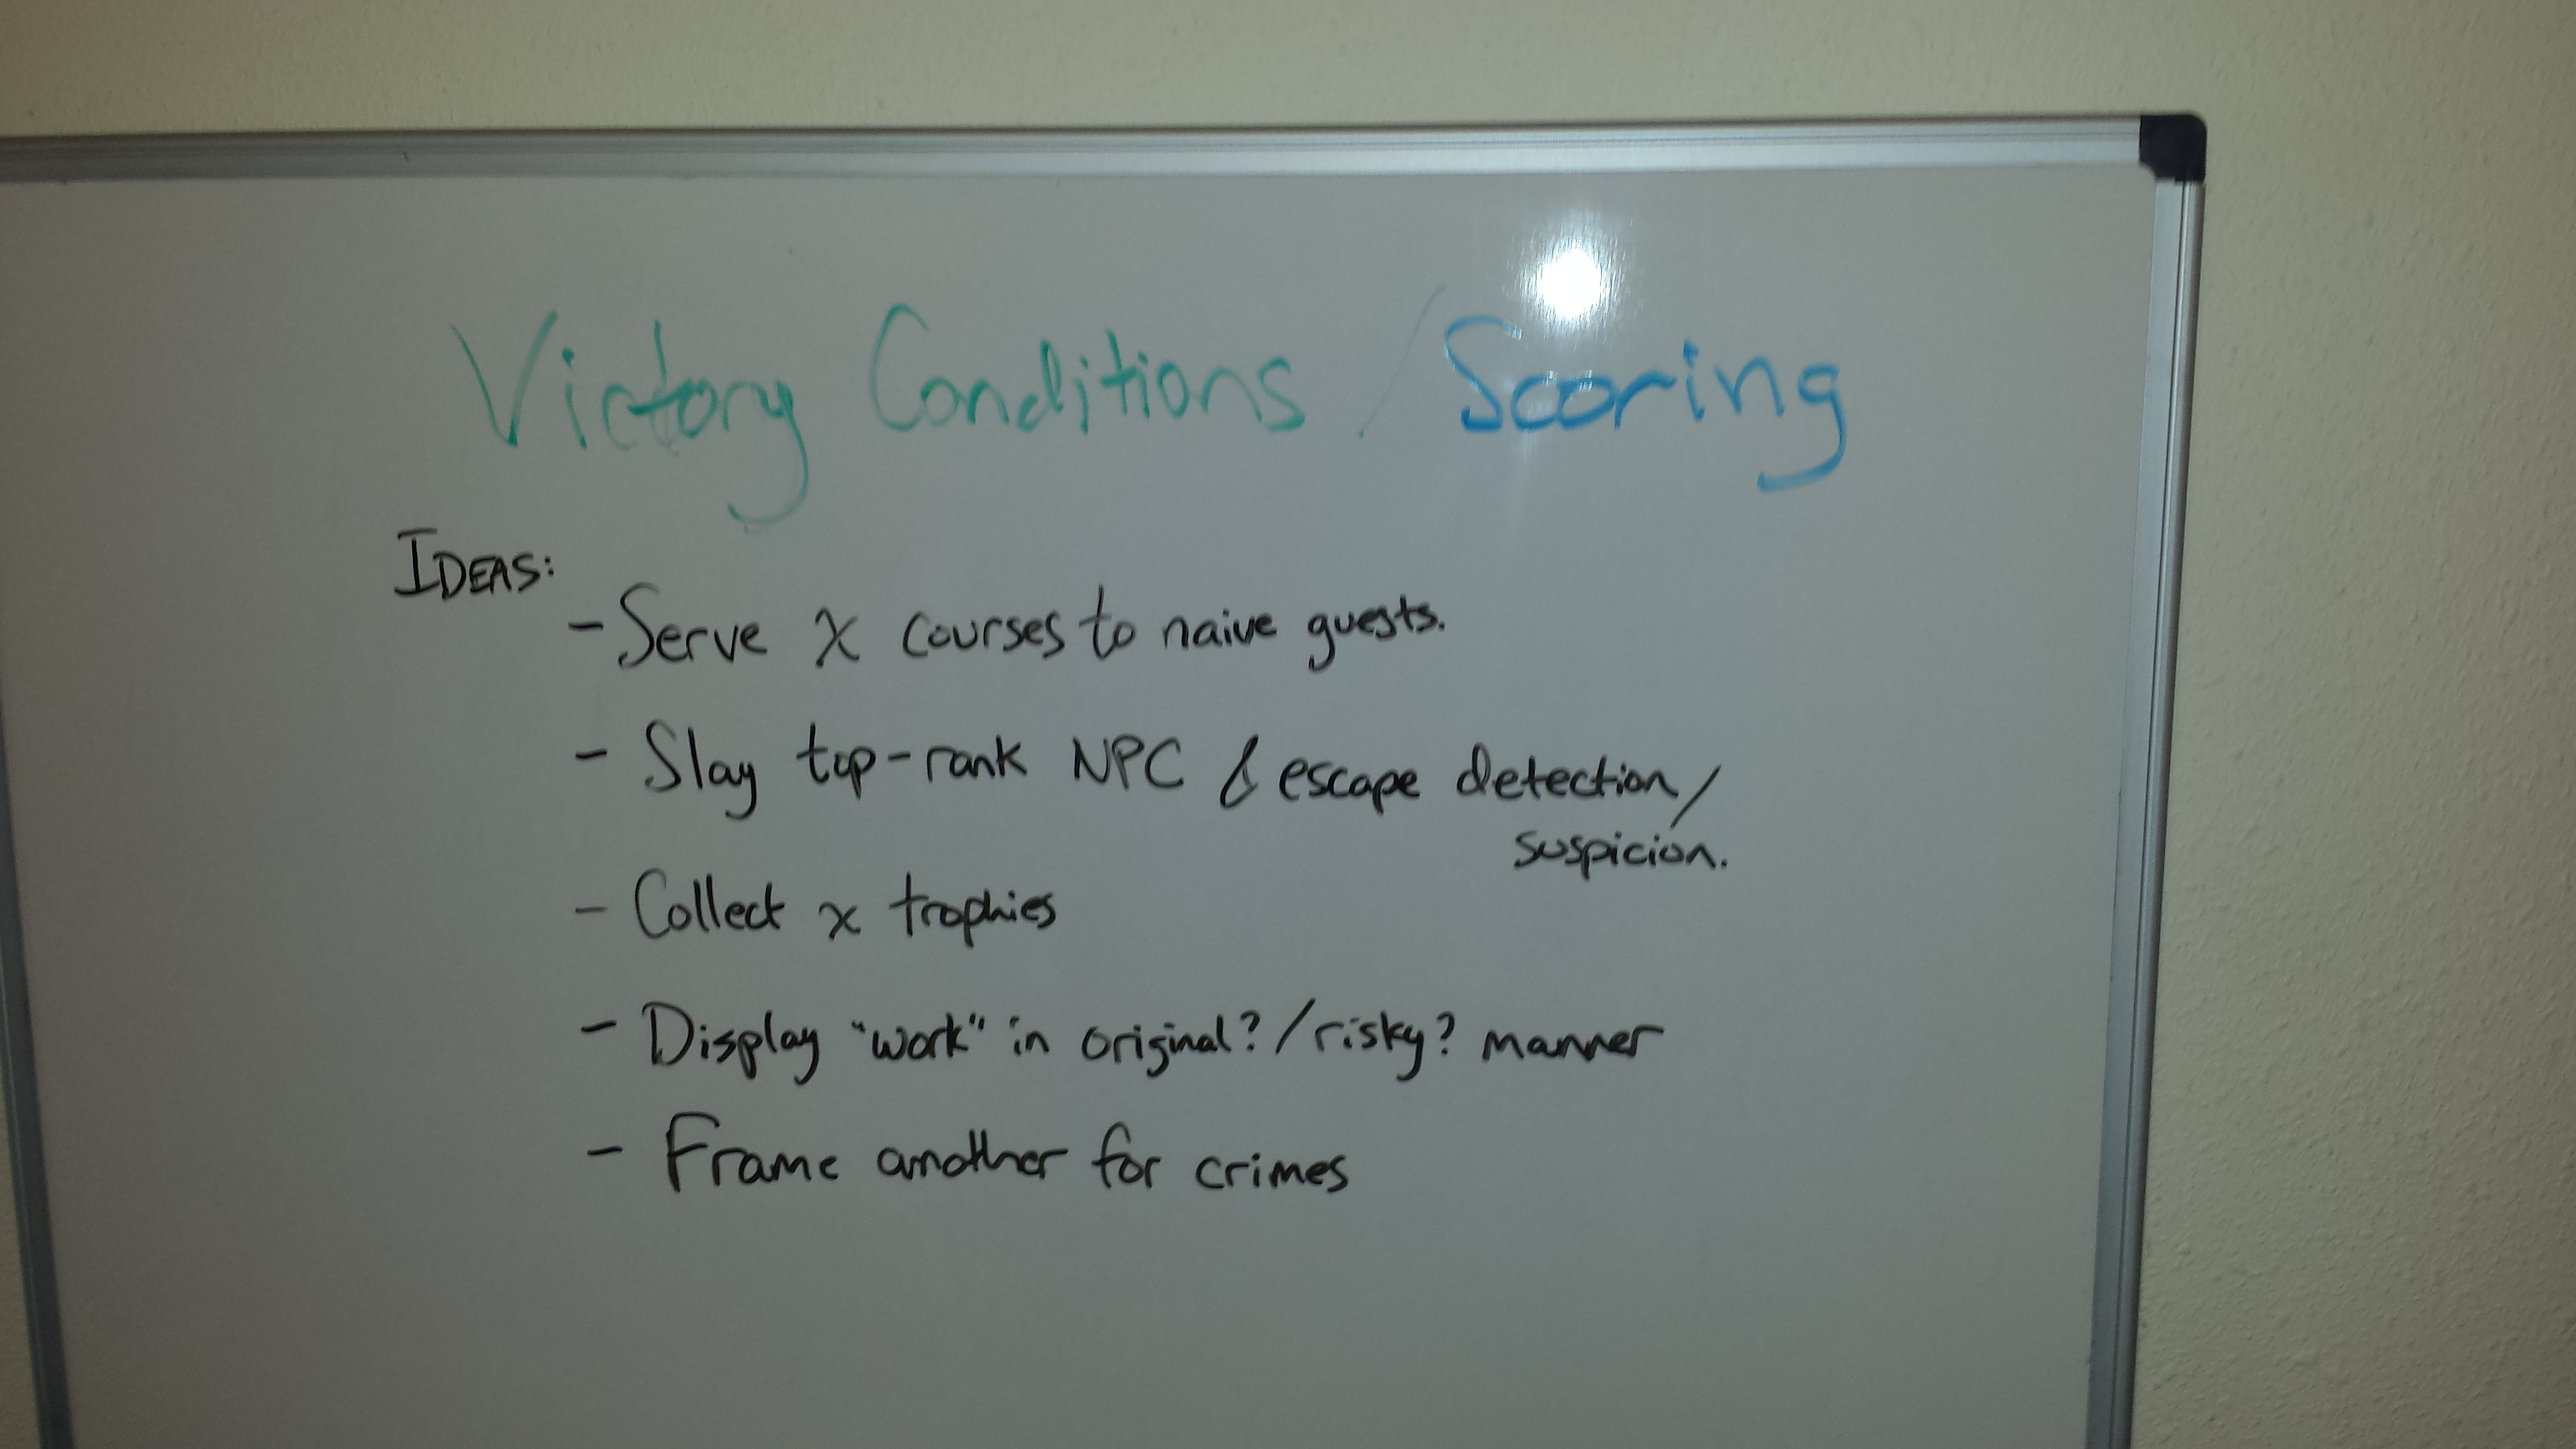 Victory Conditions / Scoring
IDEAS:
- Serve x courses to naive guests.
- Slay top-rank NPC & escape detection/
suspicion.
- Collect x trophies
- Display "work" in original?/risky? manner
- Frame another for crimes